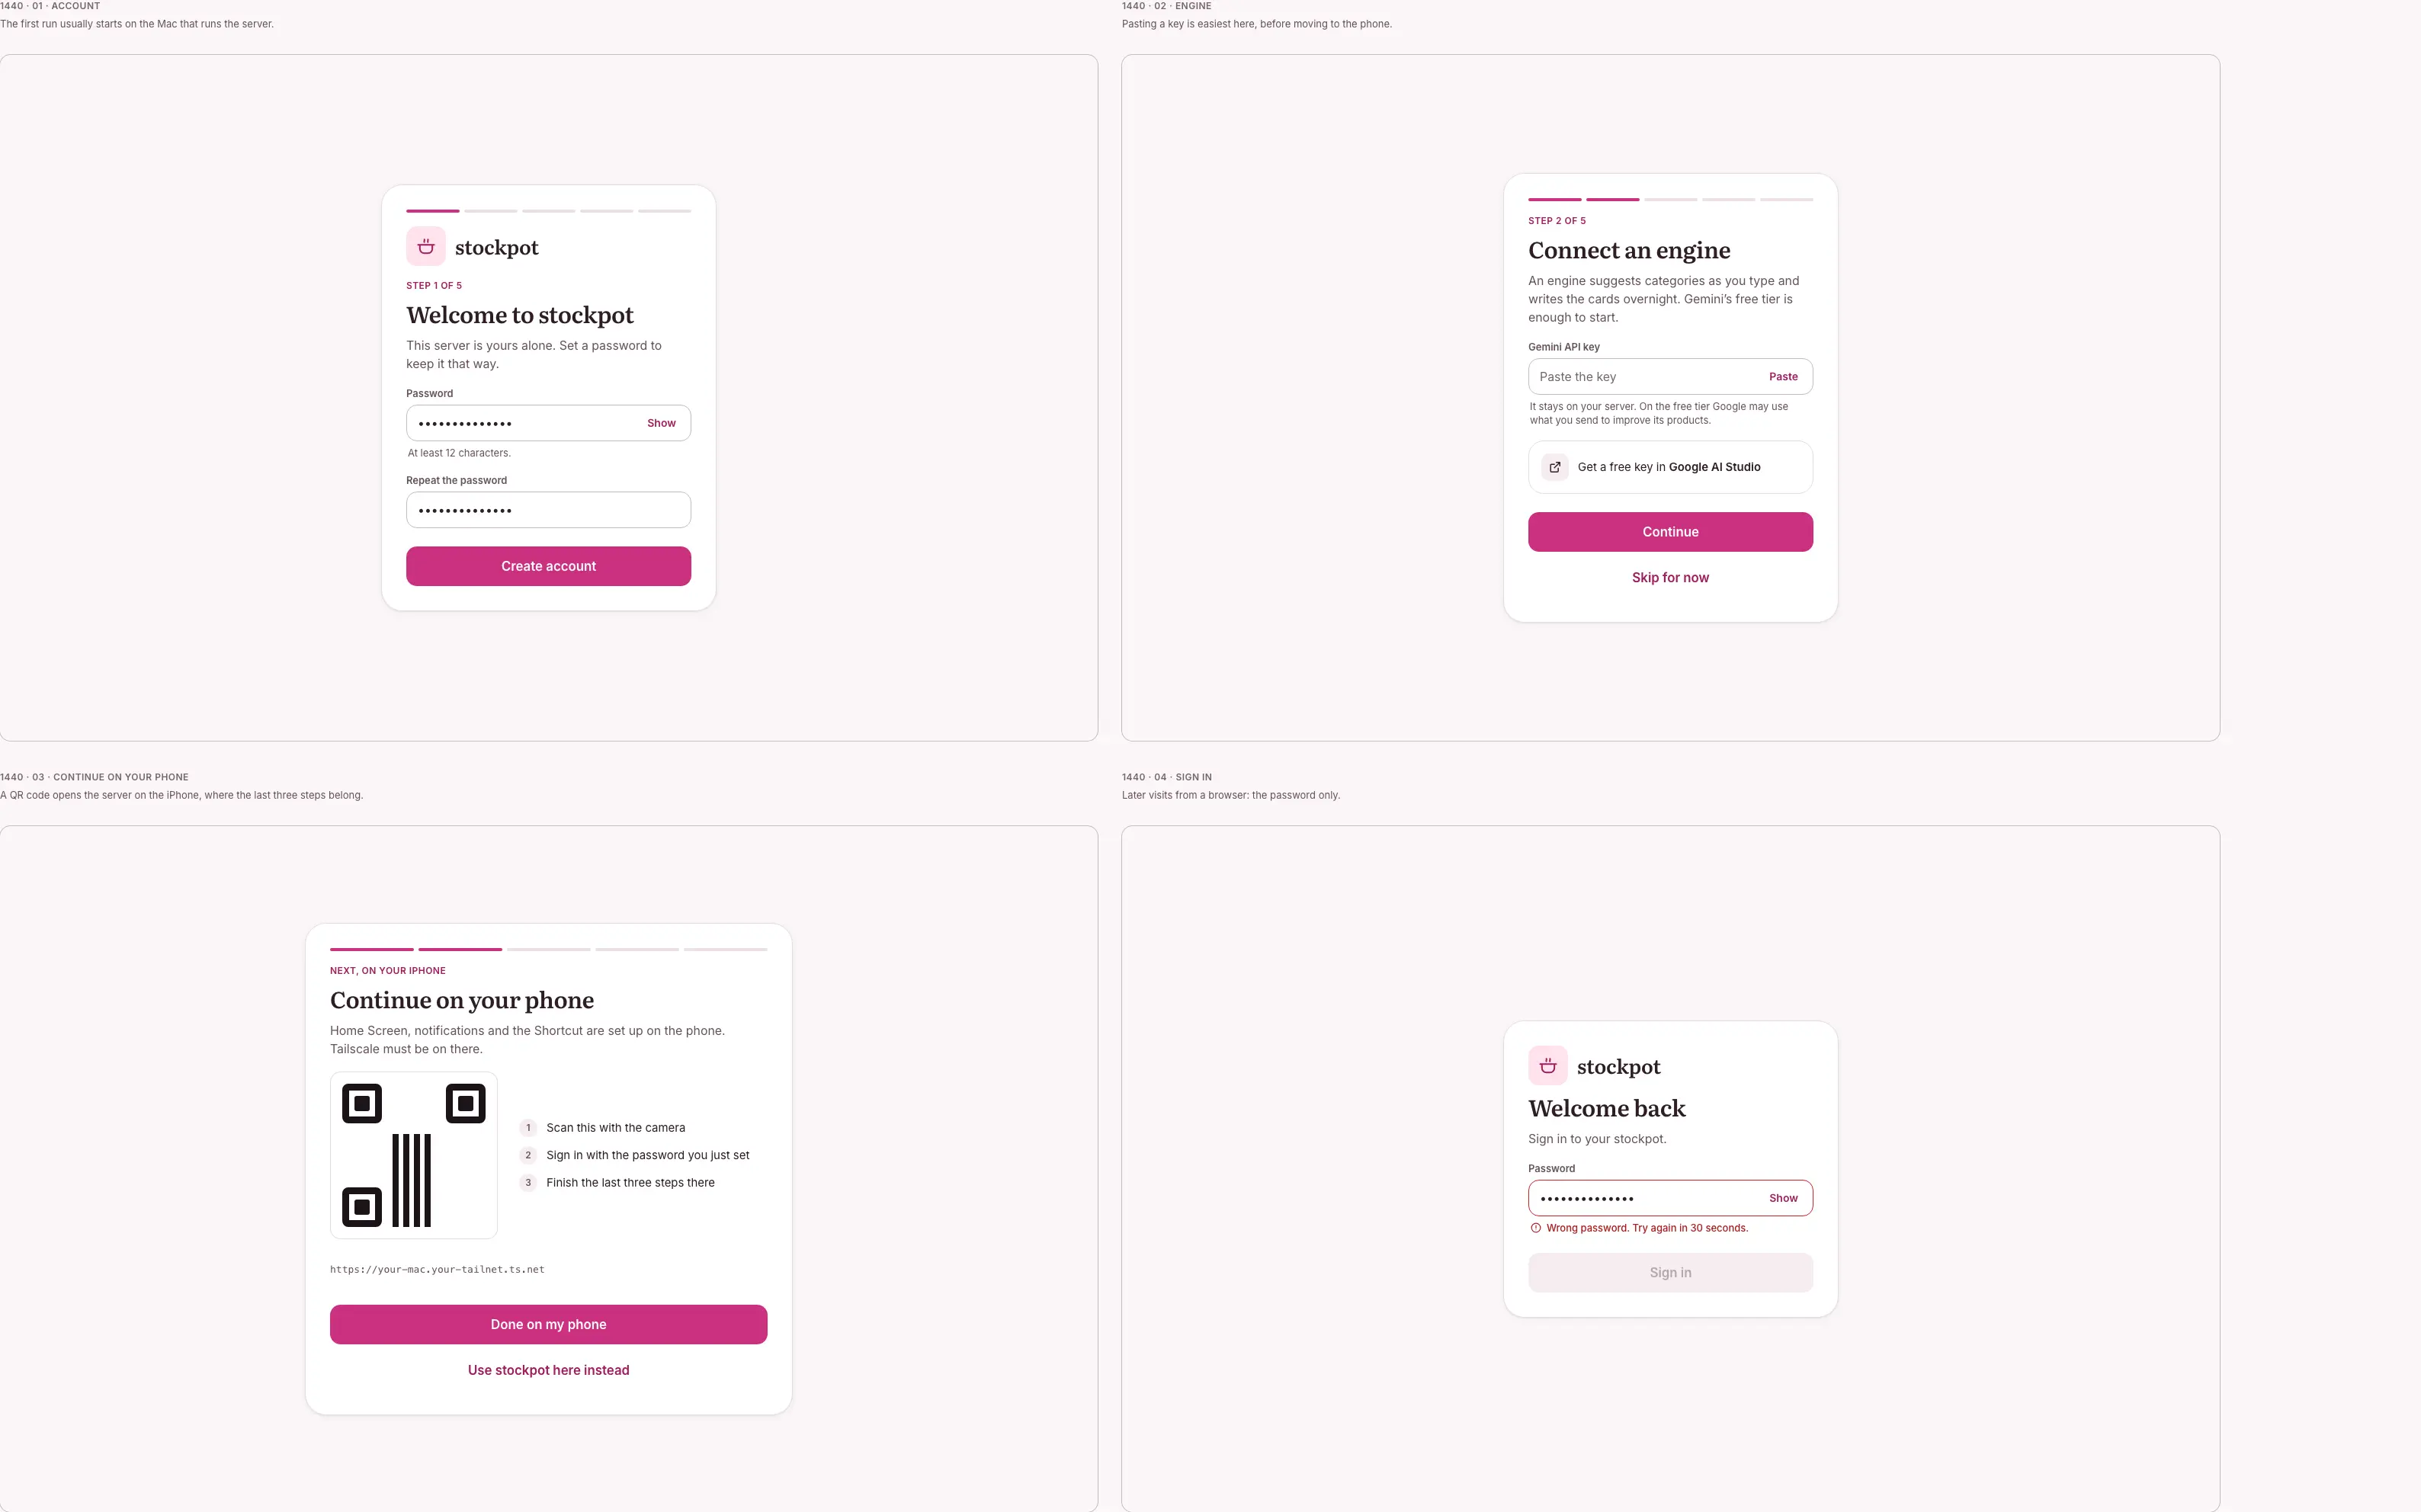 1440 · 01 · ACCOUNT
The first run usually starts on the Mac that runs the server.
stockpot
STEP 1 OF 5
Welcome to stockpot
This server is yours alone. Set a password to
keep it that way.
Password
••••••••••••••
Show
At least 12 characters.
Repeat the password
••••••••••••••
Create account
1440 · 02 · ENGINE
Pasting a key is easiest here, before moving to the phone.
STEP 2 OF 5
Connect an engine
An engine suggests categories as you type and
writes the cards overnight. Gemini’s free tier is
enough to start.
Gemini API key
Paste the key
Paste
It stays on your server. On the free tier Google may use
what you send to improve its products.
Get a free key in Google AI Studio
Continue
Skip for now
1440 · 03 · CONTINUE ON YOUR PHONE
A QR code opens the server on the iPhone, where the last three steps belong.
NEXT, ON YOUR IPHONE
Continue on your phone
Home Screen, notifications and the Shortcut are set up on the phone.
Tailscale must be on there.
1 Scan this with the camera
2 Sign in with the password you just set
3 Finish the last three steps there
https://your-mac.your-tailnet.ts.net
Done on my phone
Use stockpot here instead
1440 · 04 · SIGN IN
Later visits from a browser: the password only.
stockpot
Welcome back
Sign in to your stockpot.
Password
••••••••••••••
Show
Wrong password. Try again in 30 seconds.
Sign in